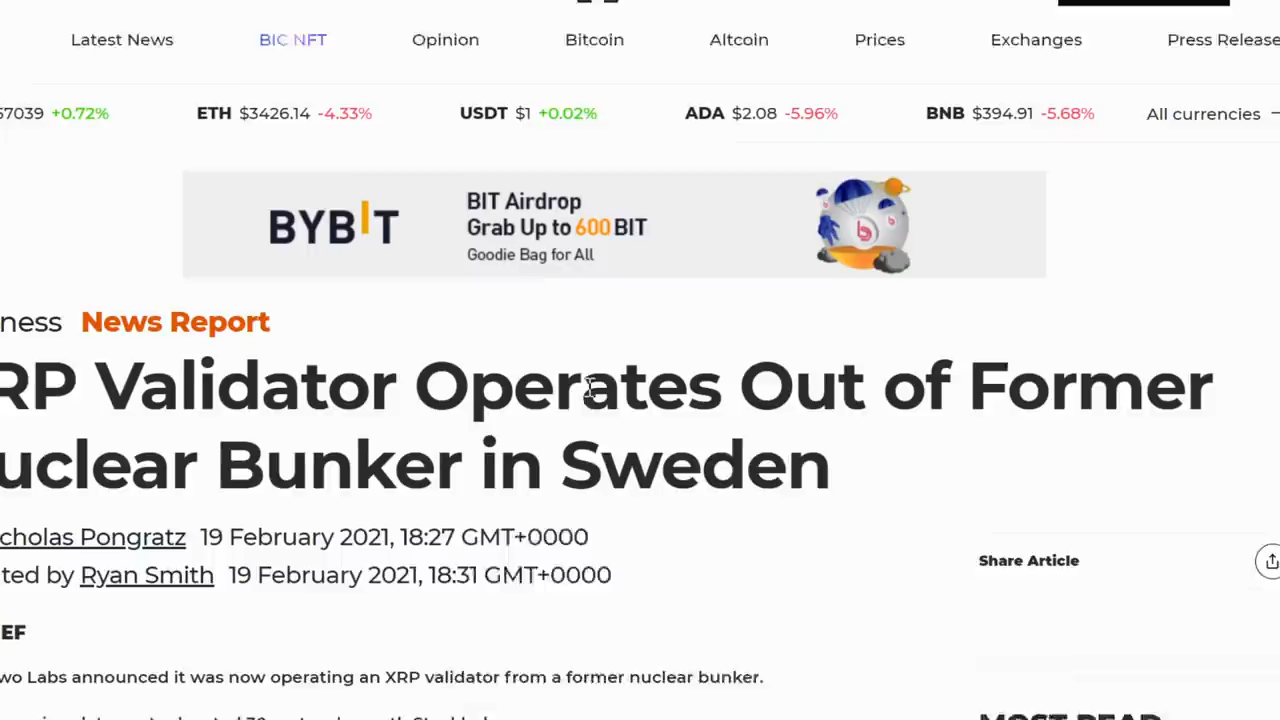 Latest News BIC NFT Opinion Bitcoin Altcoin Prices Exchanges Press Release
57039 +0.72% ETH $3426.14 -4.33% USDT $1 +0.02% ADA $2.08 -5.96% BNB $394.91 -5.68% All currencies
BYBIT
BIT Airdrop
Grab Up to 600 BIT
Goodie Bag for All
ness News Report
RP Validator Operates Out of Former
uclear Bunker in Sweden
cholas Pongratz 19 February 2021, 18:27 GMT+0000
ted by Ryan Smith 19 February 2021, 18:31 GMT+0000
Share Article
EF
wo Labs announced it was now operating an XRP validator from a former nuclear bunker.
MOST READ